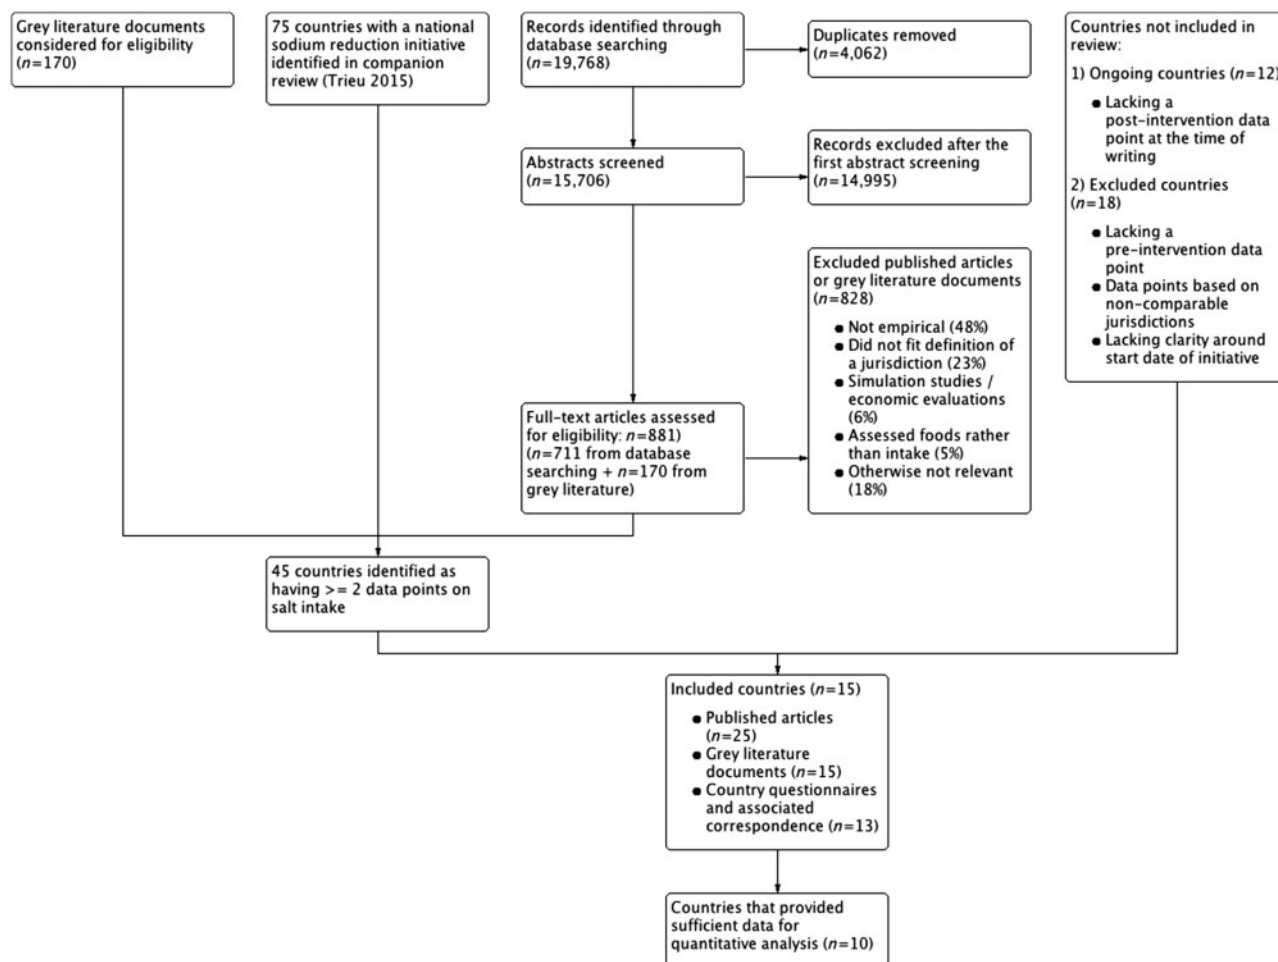 Grey literature documents
considered for eligibility
(n=170)
75 countries with a national
sodium reduction initiative
identified in companion
review (Trieu 2015)
Records identified through
database searching
(n=19,768)
Duplicates removed
(n=4,062)
Countries not included in
review:
1) Ongoing countries (n=12)
● Lacking a
post-intervention data
point at the time of
writing
2) Excluded countries
(n=18)
● Lacking a
pre-intervention data
point
● Data points based on
non-comparable
jurisdictions
● Lacking clarity around
start date of initiative
Abstracts screened
(n=15,706)
Records excluded after the
first abstract screening
(n=14,995)
Excluded published articles
or grey literature documents
(n=828)
● Not empirical (48%)
● Did not fit definition of
a jurisdiction (23%)
● Simulation studies /
economic evaluations
(6%)
● Assessed foods rather
than intake (5%)
● Otherwise not relevant
(18%)
Full-text articles assessed
for eligibility: n=881)
(n=711 from database
searching + n=170 from
grey literature)
45 countries identified as
having >= 2 data points on
salt intake
Included countries (n=15)
● Published articles
(n=25)
● Grey literature
documents (n=15)
● Country questionnaires
and associated
correspondence (n=13)
Countries that provided
sufficient data for
quantitative analysis (n=10)